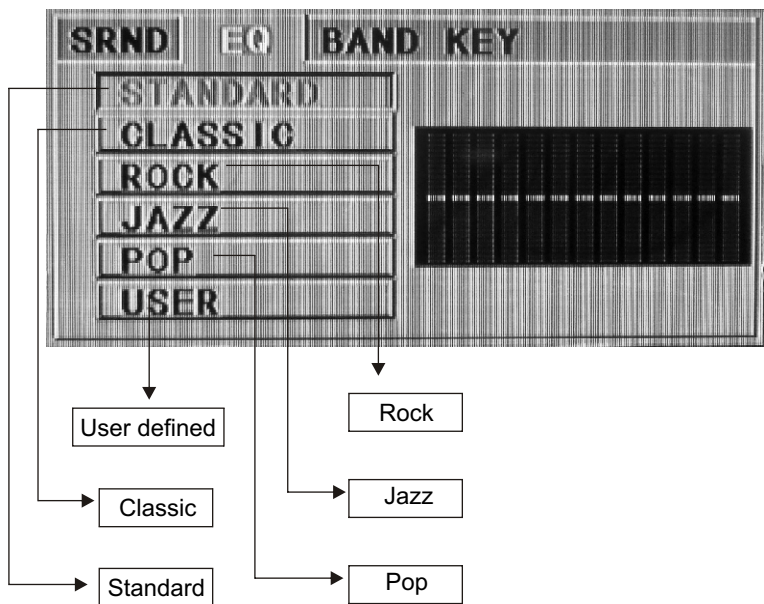 SRND EQ BAND KEY
STANDARD
CLASSIC
ROCK
JAZZ
POP
USER
User defined
Rock
Classic
Jazz
Standard
Pop